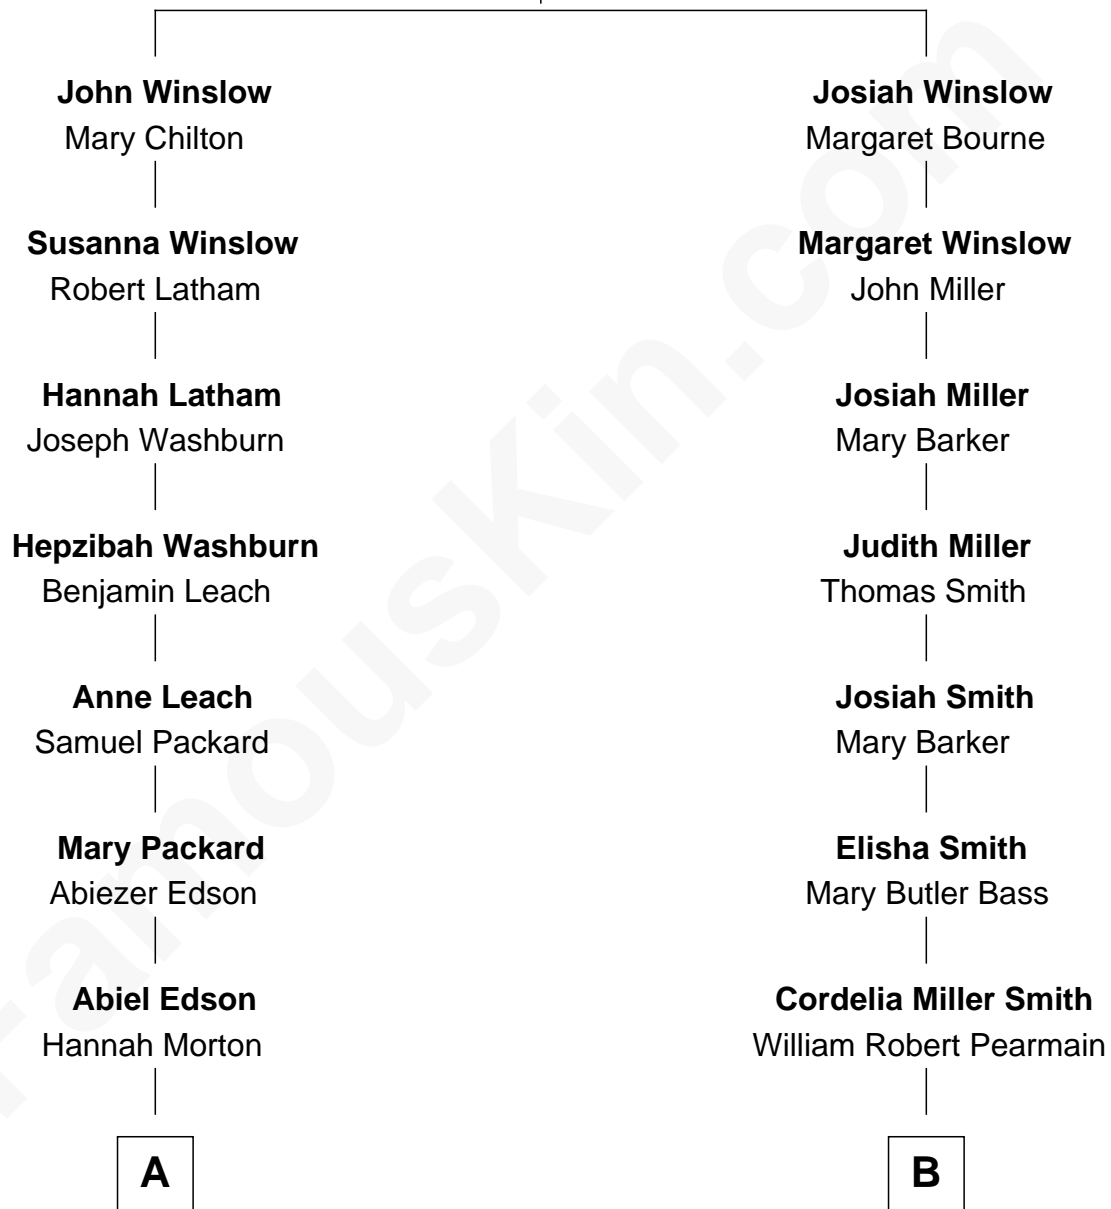 John Winslow
Mary Chilton
Susanna Winslow
Robert Latham
Hannah Latham
Joseph Washburn
Hepzibah Washburn
Benjamin Leach
Anne Leach
Samuel Packard
Mary Packard
Abiezer Edson
Abiel Edson
Hannah Morton
A
Josiah Winslow
Margaret Bourne
Margaret Winslow
John Miller
Josiah Miller
Mary Barker
Judith Miller
Thomas Smith
Josiah Smith
Mary Barker
Elisha Smith
Mary Butler Bass
Cordelia Miller Smith
William Robert Pearmain
B
FamousKin.com